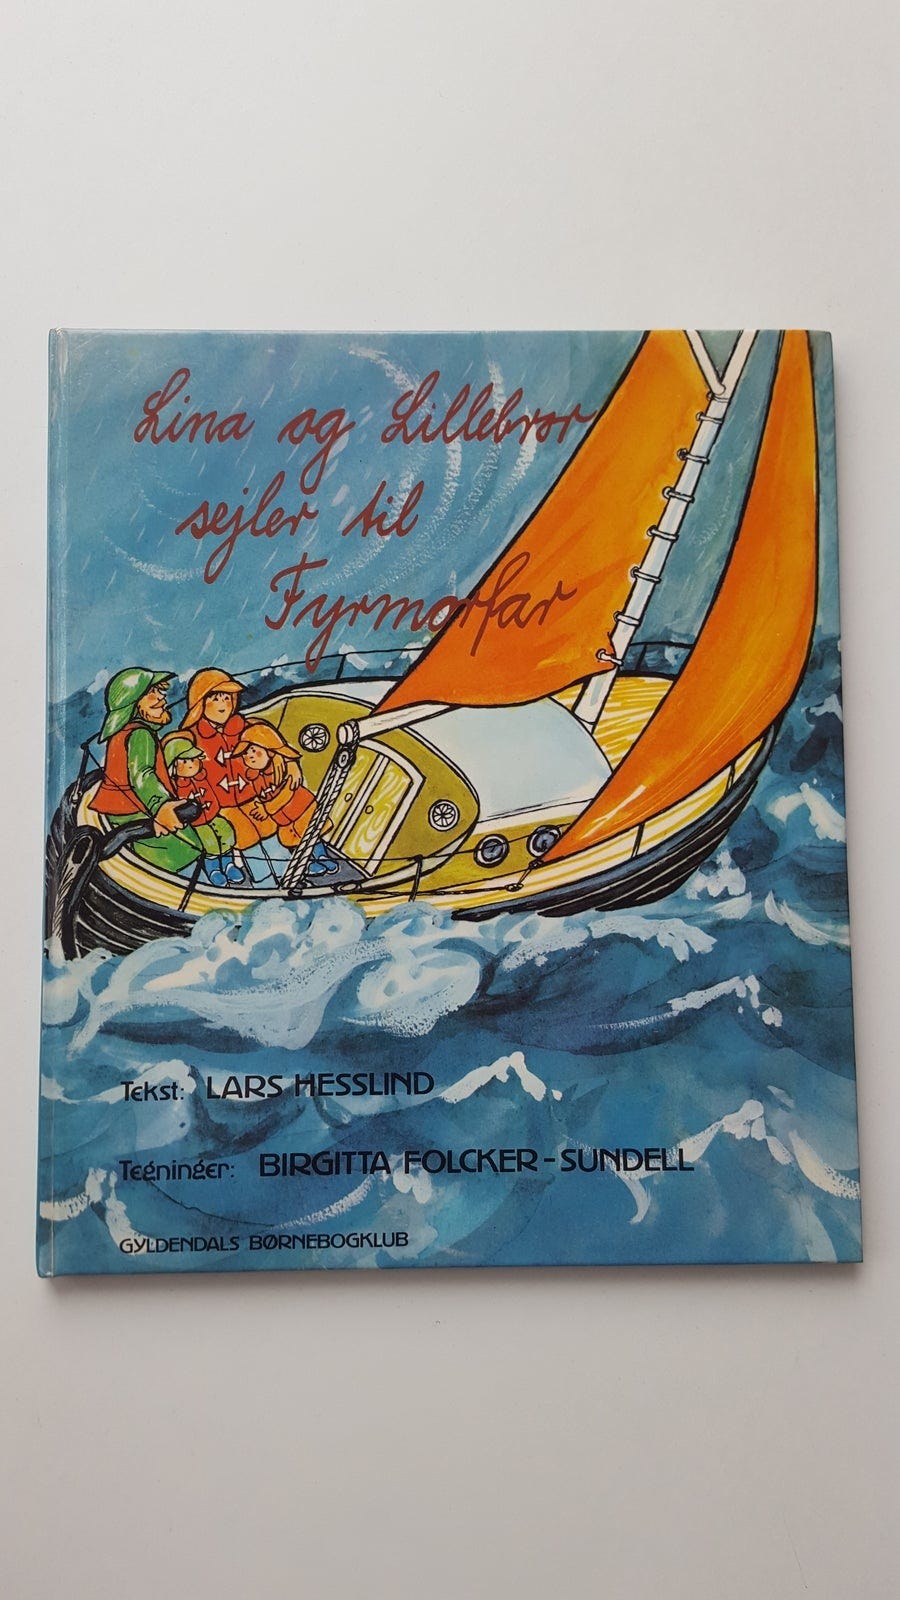 Lina og Lillebror
sejler til
Fyrmorfar
Tekst: LARS HESSLIND
Tegninger: BIRGITTA FOLCKER-SUNDELL
GYLDENDALS BØRNEBOGKLUB